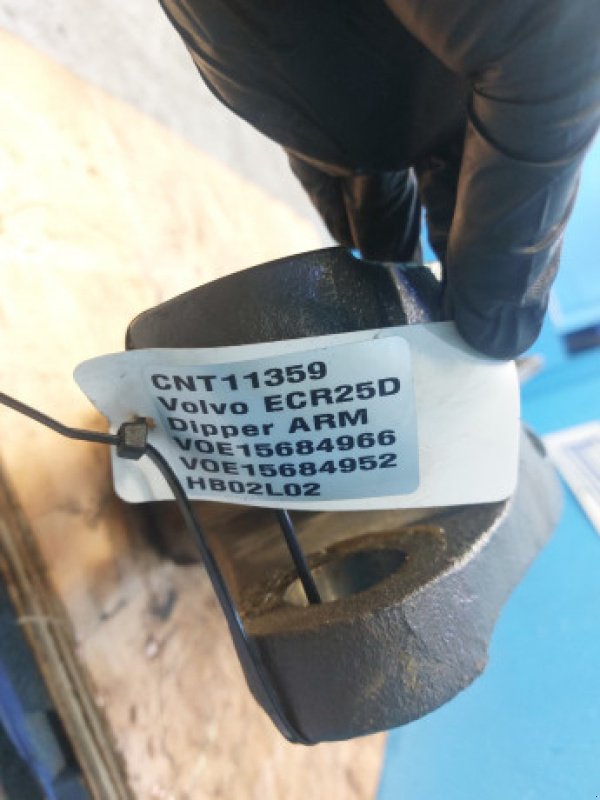 CNT11359
Volvo ECR25D
Dipper ARM
VOE15684966
VOE15684952
HB02L02